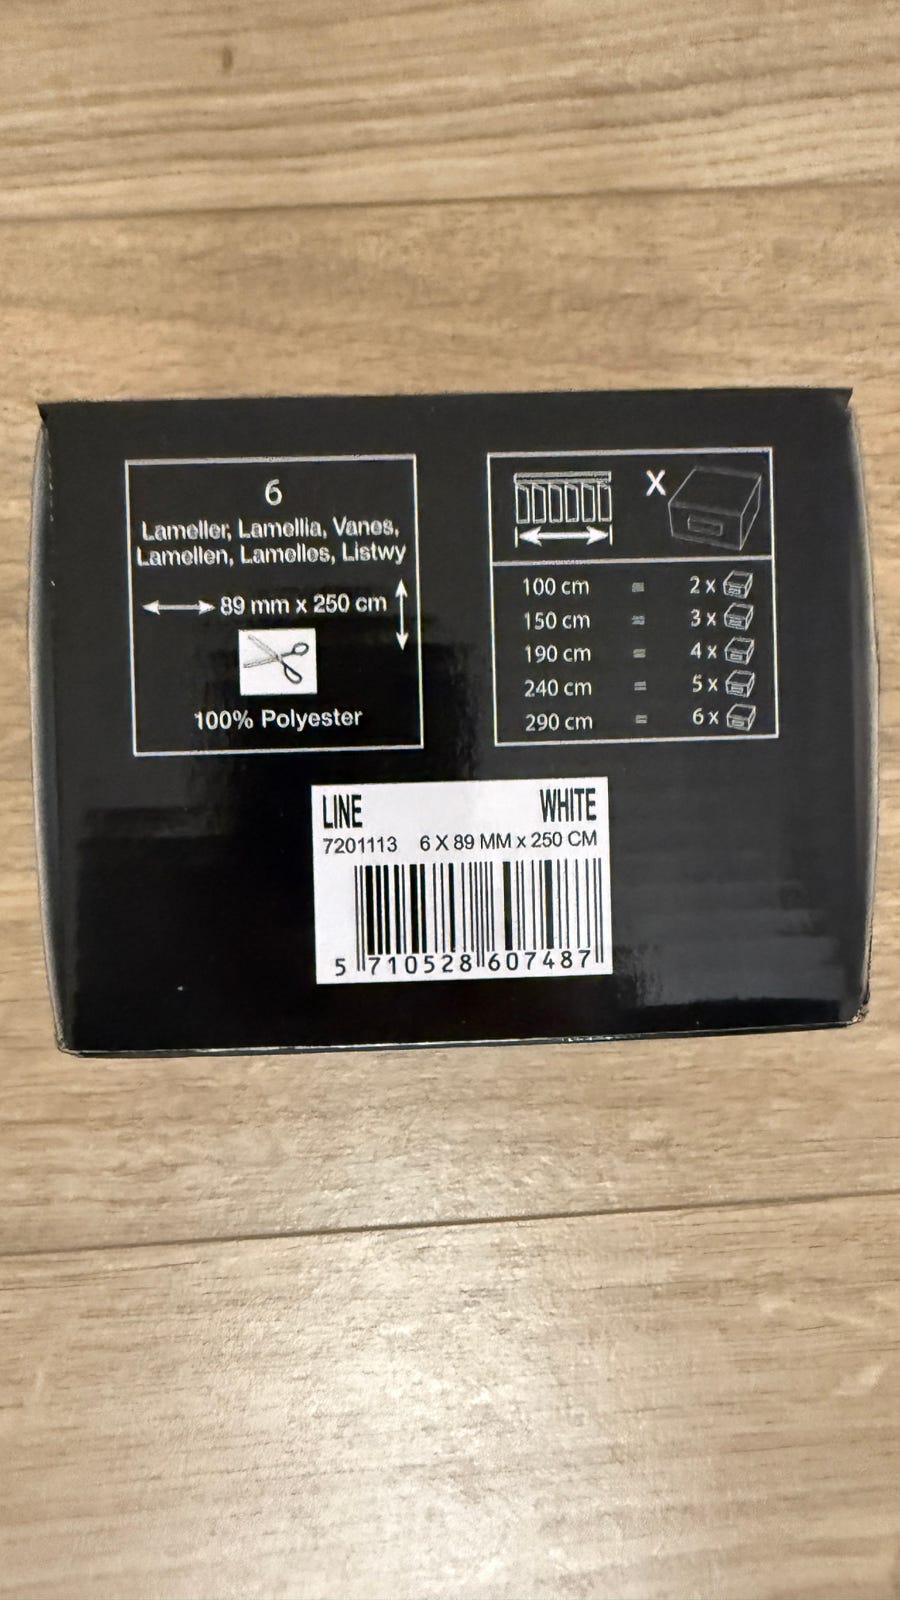 6
Lameller, Lamellia, Vanes,
Lamellen, Lamelles, Listwy
89 mm x 250 cm
100% Polyester
X
100 cm = 2 x
150 cm = 3 x
190 cm = 4 x
240 cm = 5 x
290 cm = 6 x
LINE WHITE
7201113 6 X 89 MM x 250 CM
5 710528 607487